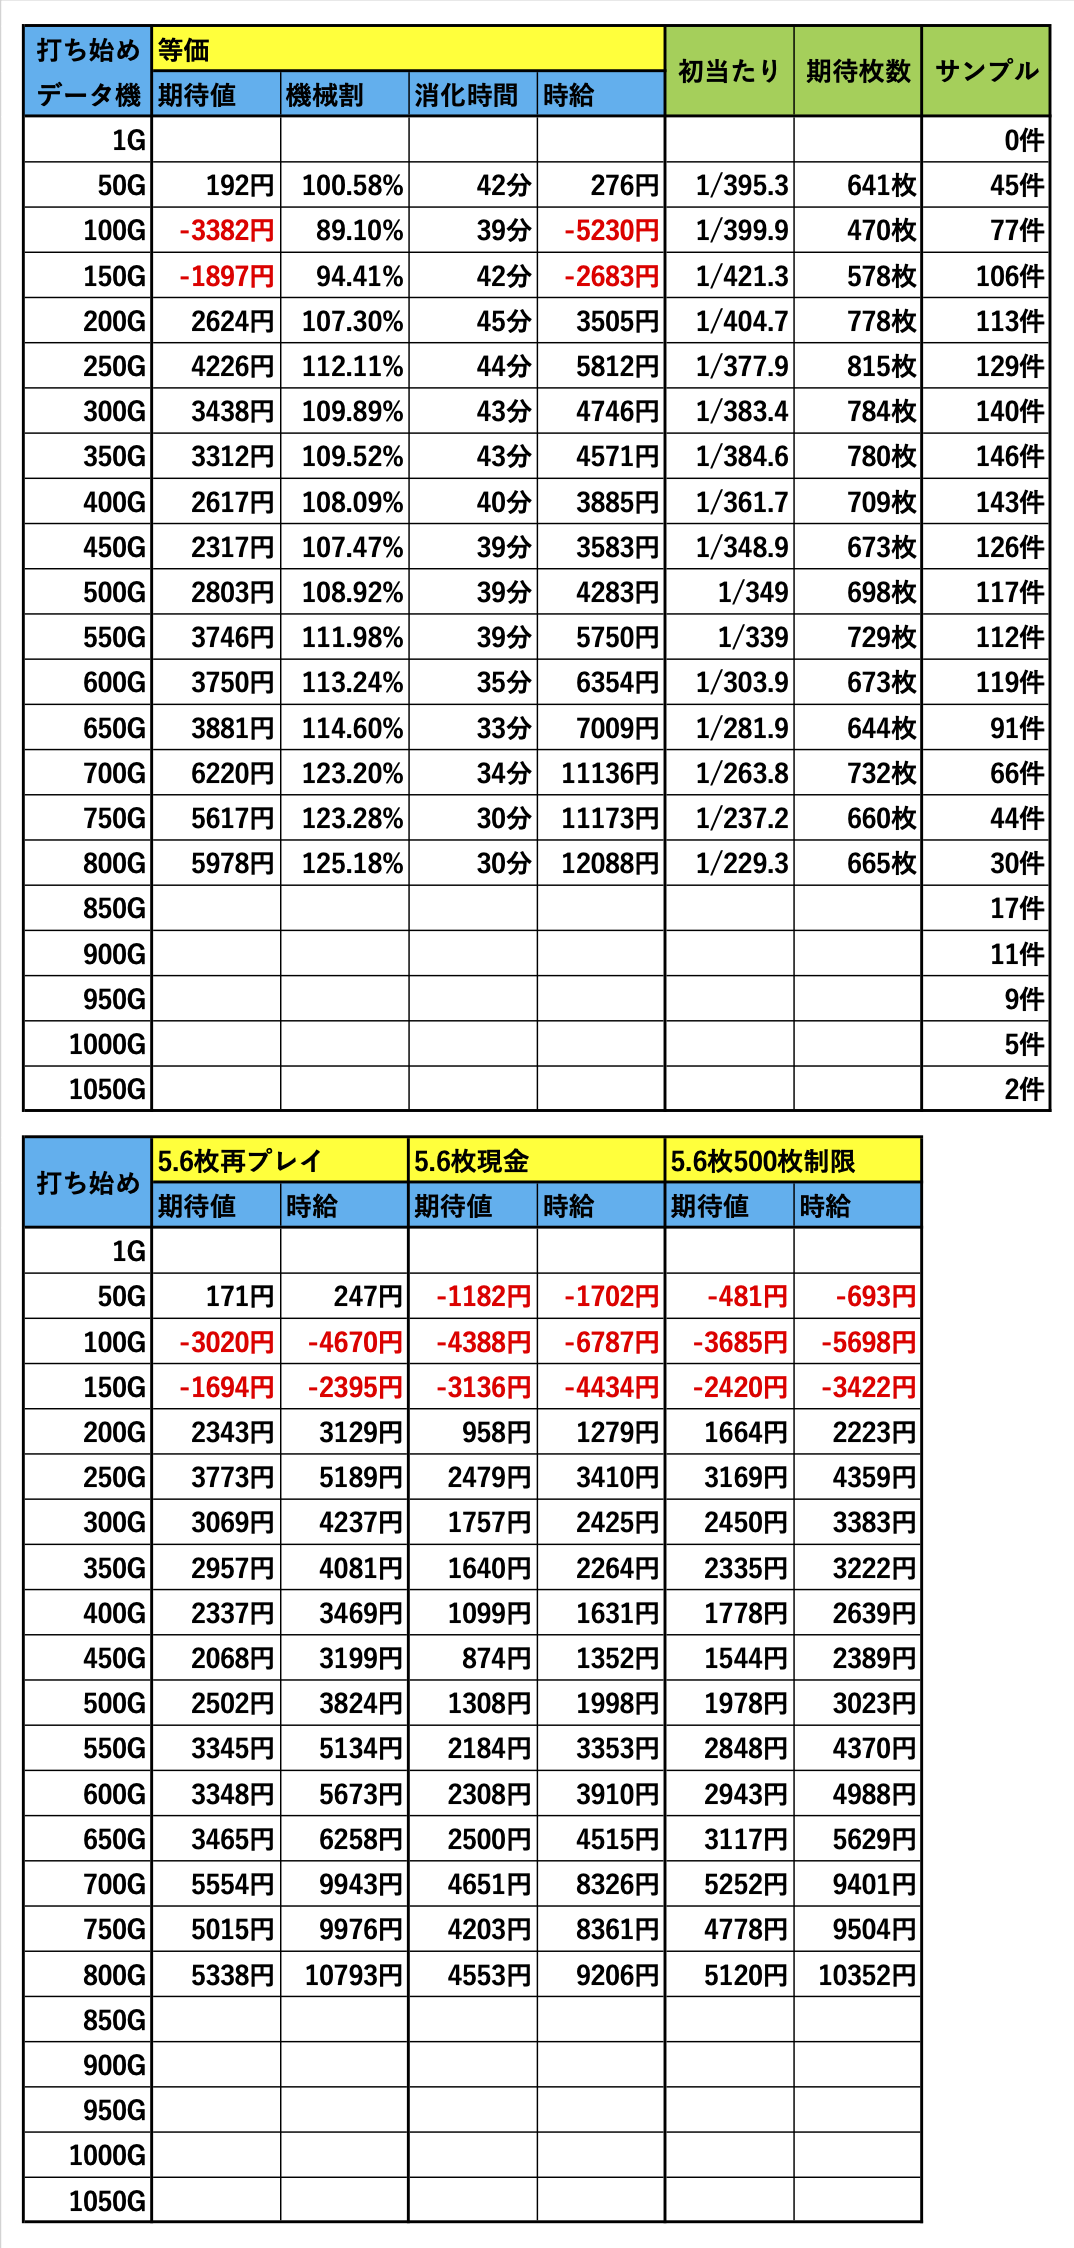 打ち始め 等価 初当たり 期待枚数 サンプル
データ機 期待値 機械割 消化時間 時給
1G 0件
50G 192円 100.58% 42分 276円 1/395.3 641枚 45件
100G -3382円 89.10% 39分 -5230円 1/399.9 470枚 77件
150G -1897円 94.41% 42分 -2683円 1/421.3 578枚 106件
200G 2624円 107.30% 45分 3505円 1/404.7 778枚 113件
250G 4226円 112.11% 44分 5812円 1/377.9 815枚 129件
300G 3438円 109.89% 43分 4746円 1/383.4 784枚 140件
350G 3312円 109.52% 43分 4571円 1/384.6 780枚 146件
400G 2617円 108.09% 40分 3885円 1/361.7 709枚 143件
450G 2317円 107.47% 39分 3583円 1/348.9 673枚 126件
500G 2803円 108.92% 39分 4283円 1/349 698枚 117件
550G 3746円 111.98% 39分 5750円 1/339 729枚 112件
600G 3750円 113.24% 35分 6354円 1/303.9 673枚 119件
650G 3881円 114.60% 33分 7009円 1/281.9 644枚 91件
700G 6220円 123.20% 34分 11136円 1/263.8 732枚 66件
750G 5617円 123.28% 30分 11173円 1/237.2 660枚 44件
800G 5978円 125.18% 30分 12088円 1/229.3 665枚 30件
850G 17件
900G 11件
950G 9件
1000G 5件
1050G 2件
打ち始め 5.6枚再プレイ 5.6枚現金 5.6枚500枚制限
期待値 時給 期待値 時給 期待値 時給
1G
50G 171円 247円 -1182円 -1702円 -481円 -693円
100G -3020円 -4670円 -4388円 -6787円 -3685円 -5698円
150G -1694円 -2395円 -3136円 -4434円 -2420円 -3422円
200G 2343円 3129円 958円 1279円 1664円 2223円
250G 3773円 5189円 2479円 3410円 3169円 4359円
300G 3069円 4237円 1757円 2425円 2450円 3383円
350G 2957円 4081円 1640円 2264円 2335円 3222円
400G 2337円 3469円 1099円 1631円 1778円 2639円
450G 2068円 3199円 874円 1352円 1544円 2389円
500G 2502円 3824円 1308円 1998円 1978円 3023円
550G 3345円 5134円 2184円 3353円 2848円 4370円
600G 3348円 5673円 2308円 3910円 2943円 4988円
650G 3465円 6258円 2500円 4515円 3117円 5629円
700G 5554円 9943円 4651円 8326円 5252円 9401円
750G 5015円 9976円 4203円 8361円 4778円 9504円
800G 5338円 10793円 4553円 9206円 5120円 10352円
850G
900G
950G
1000G
1050G